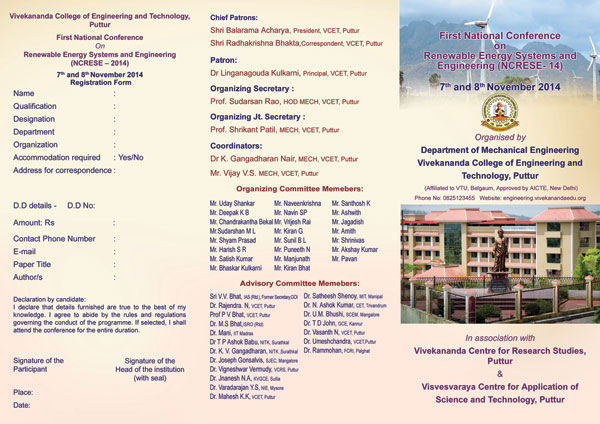 Vivekananda College of Engineering and Technology,
Puttur
First National Conference
On
Renewable Energy Systems and Engineering
(NCRESE – 2014)
7th and 8th November 2014
Registration Form
Name :
Qualification :
Designation :
Department :
Organization :
Accommodation required : Yes/No
Address for correspondence :
D.D details - D.D No:
Amount: Rs :
Contact Phone Number :
E-mail :
Paper Title :
Author/s :
Declaration by candidate:
I declare that details furnished are true to the best of my
knowledge. I agree to abide by the rules and regulations
governing the conduct of the programme. If selected, I shall
attend the conference for the entire duration.
Signature of the
Participant
Signature of the
Head of the institution
(with seal)
Place:
Date:
Chief Patrons:
Shri Balarama Acharya, President, VCET, Puttur
Shri Radhakrishna Bhakta,Correspondent, VCET, Puttur
Patron:
Dr Linganagouda Kulkarni, Principal, VCET, Puttur
Organizing Secretary :
Prof. Sudarsan Rao, HOD MECH, VCET, Puttur
Organizing Jt. Secretary :
Prof. Shrikant Patil, MECH, VCET, Puttur
Coordinators:
Dr K. Gangadharan Nair, MECH, VCET, Puttur
Mr. Vijay V.S. MECH, VCET, Puttur
Organizing Committee Memebers:
Mr. Uday Shankar
Mr. Deepak K B
Mr. Chandrakantha Bekal
Mr.Sudarshan M L
Mr. Shyam Prasad
Mr. Harish S R
Mr. Satish Kumar
Mr. Bhaskar Kulkarni
Mr. Naveenkrishna
Mr. Navin SP
Mr. Vrijesh Rai
Mr. Kiran G
Mr. Sunil B L
Mr. Puneeth N
Mr. Manjunath
Mr. Kiran Bhat
Mr. Santhosh K
Mr. Ashwith
Mr. Jagadish
Mr. Amith
Mr. Shrinivas
Mr. Akshay Kumar
Mr. Pavan
Advisory Committee Memebers:
Sri V.V. Bhat, IAS (Rtd.), Former Secretary,GOI
Dr. Rajendra. N, VCET, Puttur
Prof P V Bhat, VCET, Puttur
Dr. M.S Bhat,ISRO (Rtd)
Dr. Mani, IIT Madras
Dr T P Ashok Babu, NITK, Surathkal
Dr. K. V. Gangadharan, NITK, Surathkal
Dr. Joseph Gonsalvis, SJEC, Mangalore
Dr. Vigneshwar Vermudy, VCRS, Puttur
Dr. Jnanesh N.A, KVGCE, Sullia
Dr. Varadarajan Y.S, NIE, Mysore
Dr. Mahesh K.K, VCET, Puttur
Dr. Satheesh Shenoy, MIT, Manipal
Dr. N. Ashok Kumar, CET, Trivandrum
Dr. U.M. Bhushi, SCEM, Mangalore
Dr. T D John, GCE, Kannur
Dr. Vasanth N, VCET, Puttur
Dr. Umeshchandra, VCET,Puttur
Dr. Rammohan, FCRI, Palghat
First National Conference
on
Renewable Energy Systems and
Engineering (NCRESE- 14)
7th and 8th November 2014
Organised by
Department of Mechanical Engineering
Vivekananda College of Engineering and
Technology, Puttur
(Affiliated to VTU, Belgaum, Approved by AICTE, New Delhi)
Phone No: 0825123455 Website: engineering.vivekanandaedu.org
In association with
Vivekananda Centre for Research Studies,
Puttur
&
Visvesvaraya Centre for Application of
Science and Technology, Puttur